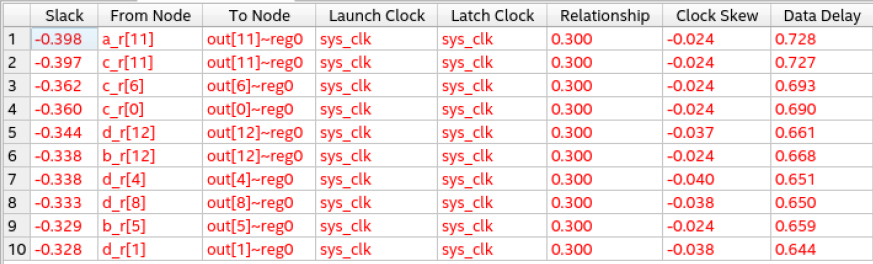 Slack From Node To Node Launch Clock Latch Clock Relationship Clock Skew Data Delay
1 -0.398 a_r[11] out[11]~reg0 sys_clk sys_clk 0.300 -0.024 0.728
2 -0.397 c_r[11] out[11]~reg0 sys_clk sys_clk 0.300 -0.024 0.727
3 -0.362 c_r[6] out[6]~reg0 sys_clk sys_clk 0.300 -0.024 0.693
4 -0.360 c_r[0] out[0]~reg0 sys_clk sys_clk 0.300 -0.024 0.690
5 -0.344 d_r[12] out[12]~reg0 sys_clk sys_clk 0.300 -0.037 0.661
6 -0.338 b_r[12] out[12]~reg0 sys_clk sys_clk 0.300 -0.024 0.668
7 -0.338 d_r[4] out[4]~reg0 sys_clk sys_clk 0.300 -0.040 0.651
8 -0.333 d_r[8] out[8]~reg0 sys_clk sys_clk 0.300 -0.038 0.650
9 -0.329 b_r[5] out[5]~reg0 sys_clk sys_clk 0.300 -0.024 0.659
10 -0.328 d_r[1] out[1]~reg0 sys_clk sys_clk 0.300 -0.038 0.644